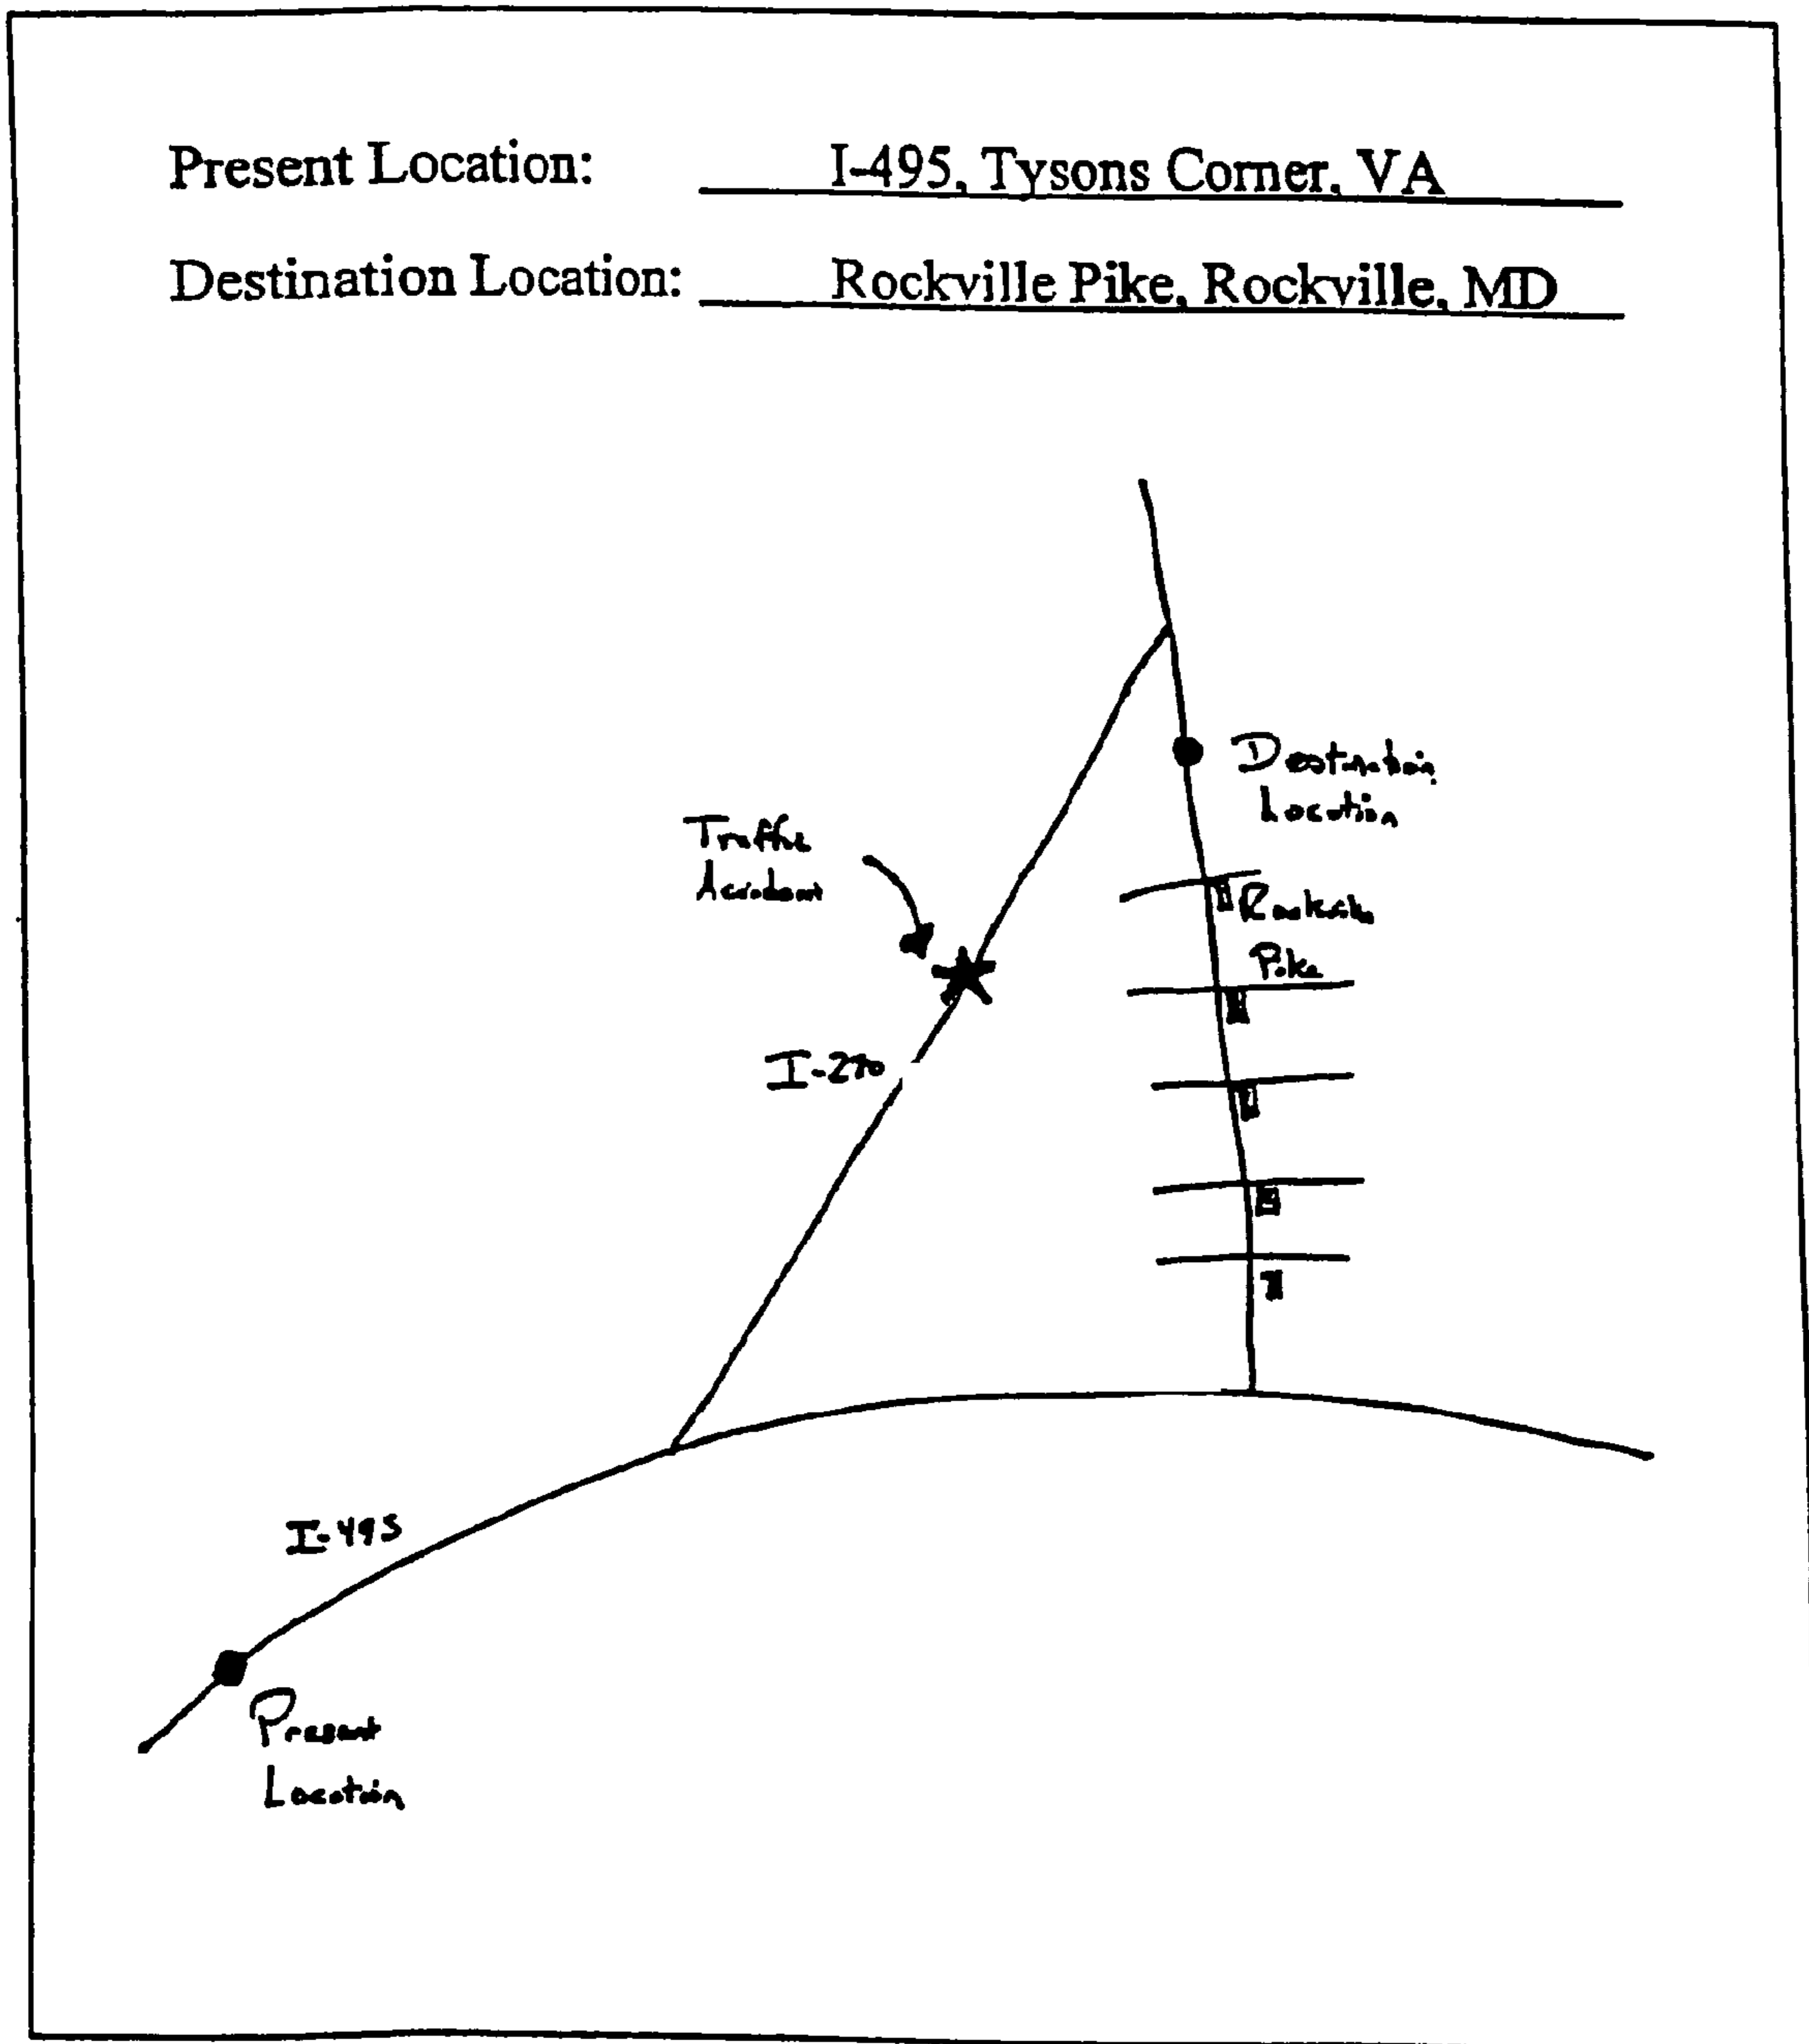 Present Location: I-495, Tysons Corner, VA
Destination Location: Rockville Pike, Rockville, MD
Destination
Location
Traffic
Accident
Rockville
Pike
I-270
I-495
Present
Location